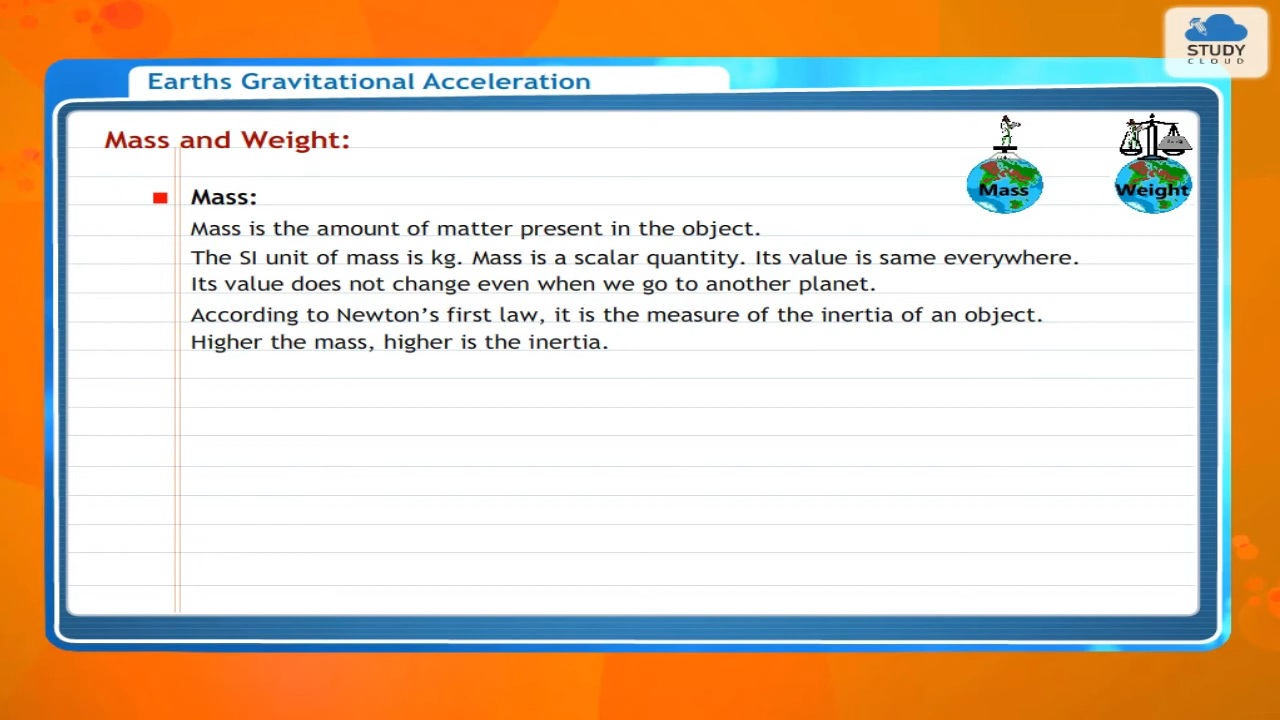 STUDY
CLOUD
Earths Gravitational Acceleration
Mass and Weight:
Mass
Weight
Mass:
Mass is the amount of matter present in the object.
The SI unit of mass is kg. Mass is a scalar quantity. Its value is same everywhere.
Its value does not change even when we go to another planet.
According to Newton’s first law, it is the measure of the inertia of an object.
Higher the mass, higher is the inertia.